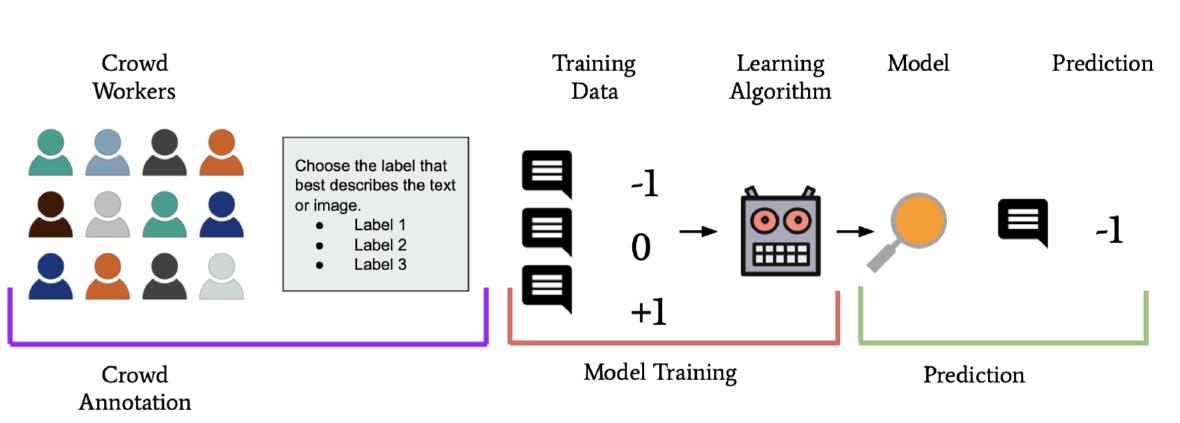 Crowd
Workers
Training
Data
Learning
Algorithm
Model
Prediction
Choose the label that
best describes the text
or image.
● Label 1
● Label 2
● Label 3
-1
0
+1
-1
Crowd
Annotation
Model Training
Prediction